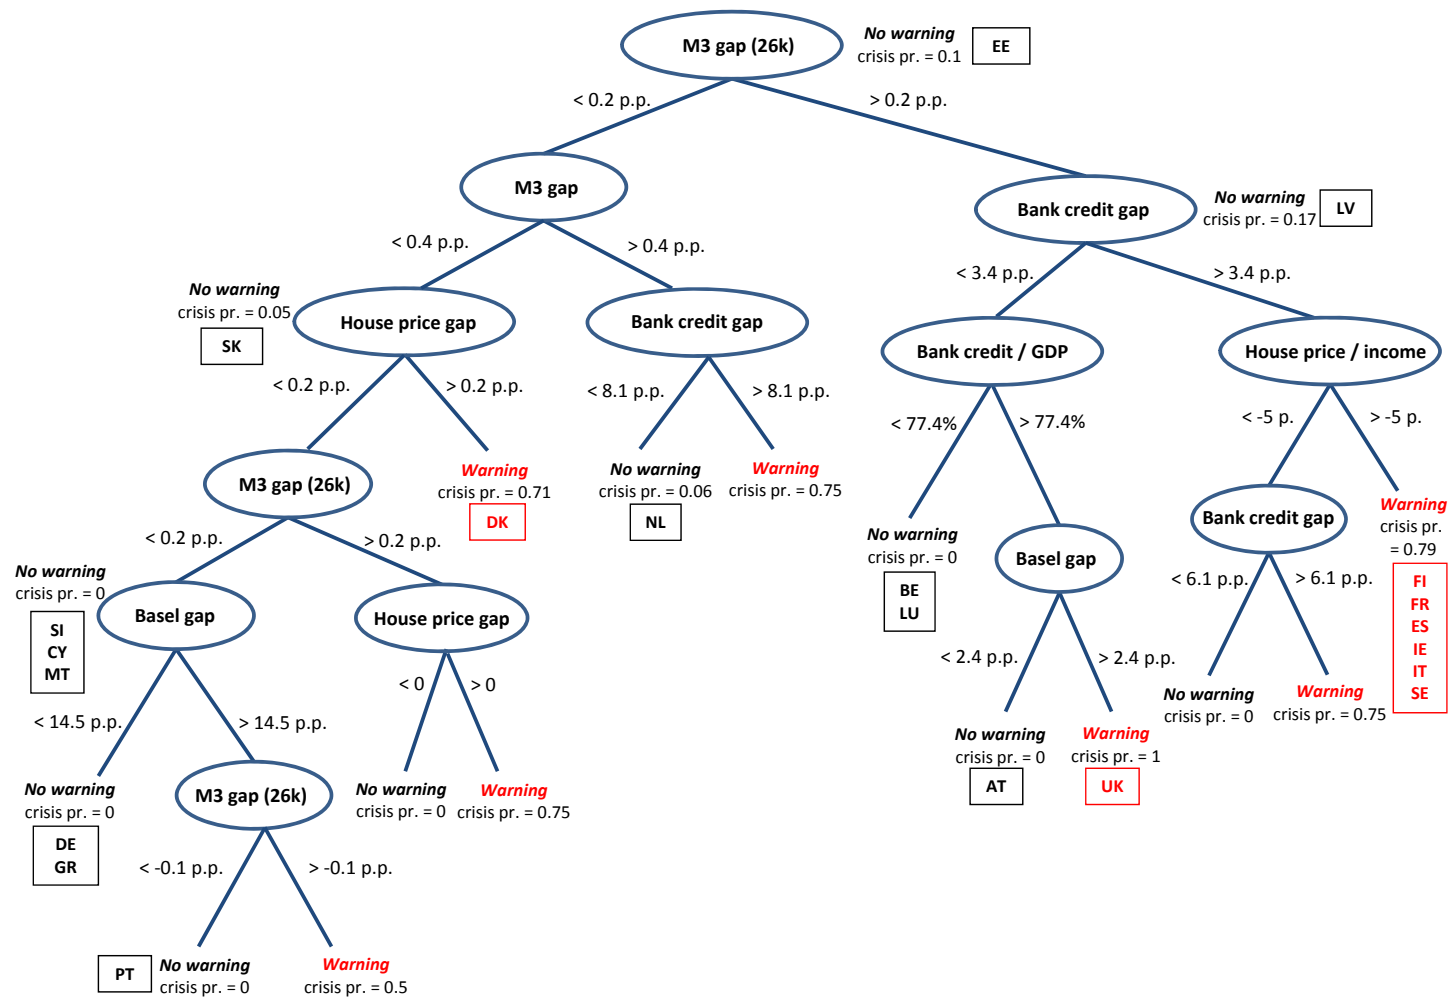 M3 gap (26k)
No warning
crisis pr. = 0.1
EE
< 0.2 p.p.
> 0.2 p.p.
M3 gap
Bank credit gap
No warning
crisis pr. = 0.17
LV
< 0.4 p.p.
> 0.4 p.p.
< 3.4 p.p.
> 3.4 p.p.
No warning
crisis pr. = 0.05
SK
House price gap
Bank credit gap
Bank credit / GDP
House price / income
< 0.2 p.p.
> 0.2 p.p.
< 8.1 p.p.
> 8.1 p.p.
< 77.4%
> 77.4%
< -5 p.
> -5 p.
M3 gap (26k)
Warning
crisis pr. = 0.71
DK
No warning
crisis pr. = 0.06
NL
Warning
crisis pr. = 0.75
No warning
crisis pr. = 0
BE
LU
Basel gap
Bank credit gap
Warning
crisis pr.
= 0.79
FI
FR
ES
IE
IT
SE
< 0.2 p.p.
> 0.2 p.p.
< 6.1 p.p.
> 6.1 p.p.
No warning
crisis pr. = 0
SI
CY
MT
Basel gap
House price gap
< 2.4 p.p.
> 2.4 p.p.
No warning
crisis pr. = 0
Warning
crisis pr. = 0.75
< 14.5 p.p.
> 14.5 p.p.
< 0
> 0
No warning
crisis pr. = 0
AT
Warning
crisis pr. = 1
UK
No warning
crisis pr. = 0
DE
GR
M3 gap (26k)
No warning
crisis pr. = 0
Warning
crisis pr. = 0.75
< -0.1 p.p.
> -0.1 p.p.
PT
No warning
crisis pr. = 0
Warning
crisis pr. = 0.5